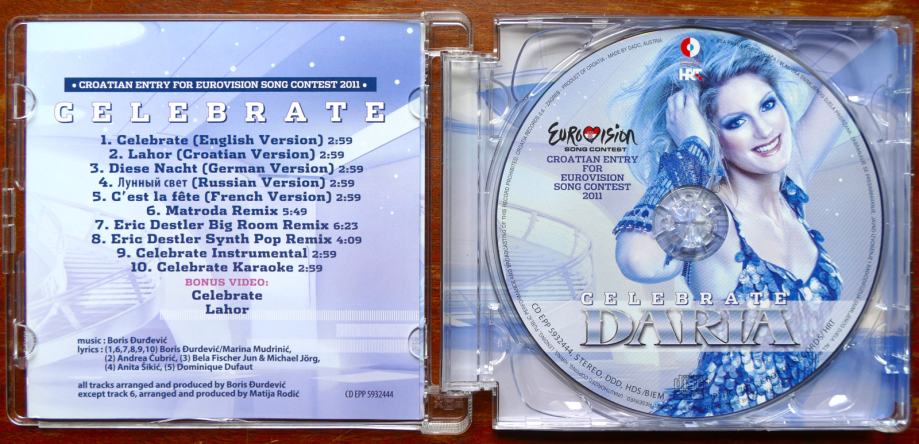 • CROATIAN ENTRY FOR EUROVISION SONG CONTEST 2011 •
CELEBRATE
1. Celebrate (English Version) 2:59
2. Lahor (Croatian Version) 2:59
3. Diese Nacht (German Version) 2:59
4. Лунный свет (Russian Version) 2:59
5. C'est la fête (French Version) 2:59
6. Matroda Remix 5:49
7. Eric Destler Big Room Remix 6:23
8. Eric Destler Synth Pop Remix 4:09
9. Celebrate Instrumental 2:59
10. Celebrate Karaoke 2:59
BONUS VIDEO:
Celebrate
Lahor
music : Boris Đurđević
lyrics : (1,6,7,8,9,10) Boris Đurđević/Marina Mudrinić,
(2) Andrea Čubrić, (3) Bela Fischer Jun & Michael Jörg,
(4) Anita Šikić, (5) Dominique Dufaut
all tracks arranged and produced by Boris Đurđević
except track 6, arranged and produced by Matija Rodić
CD EPP 5932444
HRT
EUROVISION
SONG CONTEST
CROATIAN ENTRY
FOR
EUROVISION
SONG CONTEST
2011
CELEBRATE
DARIA
CD EPP 5932444, STEREO, DDD, HDS/BIEM
PRODUCT OF CROATIA - MADE BY DADC, AUSTRIA